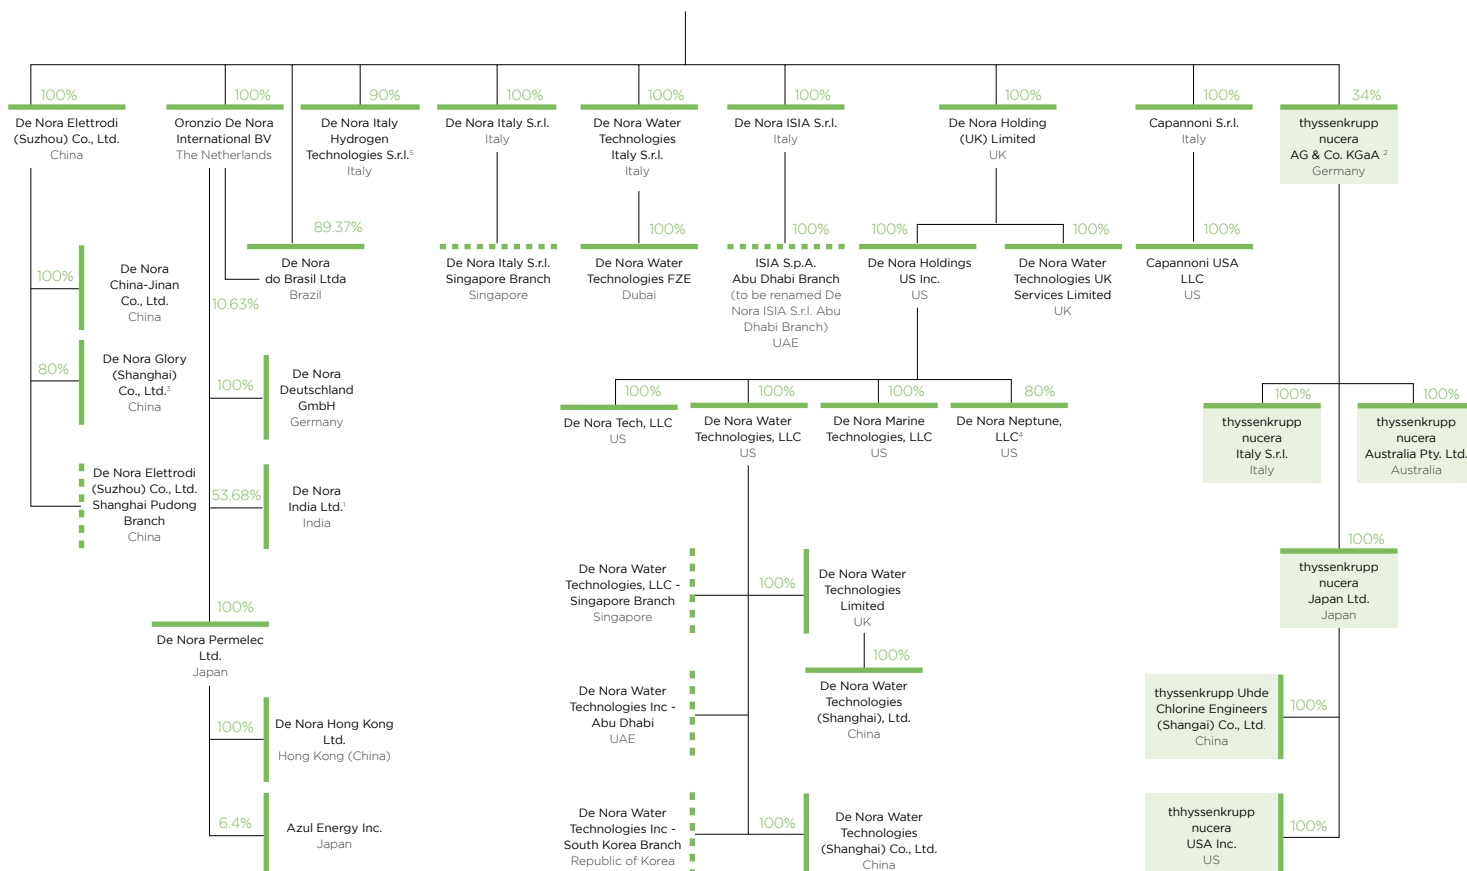 100%
De Nora Elettrodi
(Suzhou) Co., Ltd.
China
100%
Oronzio De Nora
International BV
The Netherlands
90%
De Nora Italy
Hydrogen
Technologies S.r.l.⁵
Italy
100%
De Nora Italy S.r.l.
Italy
100%
De Nora Water
Technologies
Italy S.r.l.
Italy
100%
De Nora ISIA S.r.l.
Italy
100%
De Nora Holding
(UK) Limited
UK
100%
Capannoni S.r.l.
Italy
34%
thyssenkrupp
nucera
AG & Co. KGaA ²
Germany
89.37%
De Nora
do Brasil Ltda
Brazil
10.63%
De Nora Italy S.r.l.
Singapore Branch
Singapore
100%
De Nora Water
Technologies FZE
Dubai
100%
ISIA S.p.A.
Abu Dhabi Branch
(to be renamed De
Nora ISIA S.r.l. Abu
Dhabi Branch)
UAE
100%
De Nora Holdings
US Inc.
US
100%
De Nora Water
Technologies UK
Services Limited
UK
100%
Capannoni USA
LLC
US
100%
De Nora
China-Jinan
Co., Ltd.
China
80%
De Nora Glory
(Shanghai)
Co., Ltd.³
China
De Nora Elettrodi
(Suzhou) Co., Ltd.
Shanghai Pudong
Branch
China
100%
De Nora
Deutschland
GmbH
Germany
53.68%
De Nora
India Ltd.¹
India
100%
De Nora Permelec
Ltd.
Japan
100%
De Nora Hong Kong
Ltd.
Hong Kong (China)
6.4%
Azul Energy Inc.
Japan
100%
De Nora Tech, LLC
US
100%
De Nora Water
Technologies, LLC
US
100%
De Nora Marine
Technologies, LLC
US
80%
De Nora Neptune,
LLC⁴
US
De Nora Water
Technologies, LLC -
Singapore Branch
Singapore
100%
De Nora Water
Technologies
Limited
UK
100%
De Nora Water
Technologies
(Shanghai), Ltd.
China
De Nora Water
Technologies Inc -
Abu Dhabi
UAE
De Nora Water
Technologies Inc -
South Korea Branch
Republic of Korea
100%
De Nora Water
Technologies
(Shanghai) Co., Ltd.
China
100%
thyssenkrupp
nucera
Italy S.r.l.
Italy
100%
thyssenkrupp
nucera
Australia Pty. Ltd.
Australia
100%
thyssenkrupp
nucera
Japan Ltd.
Japan
thyssenkrupp Uhde
Chlorine Engineers
(Shangai) Co., Ltd.
China
100%
thhyssenkrupp
nucera
USA Inc.
US
100%